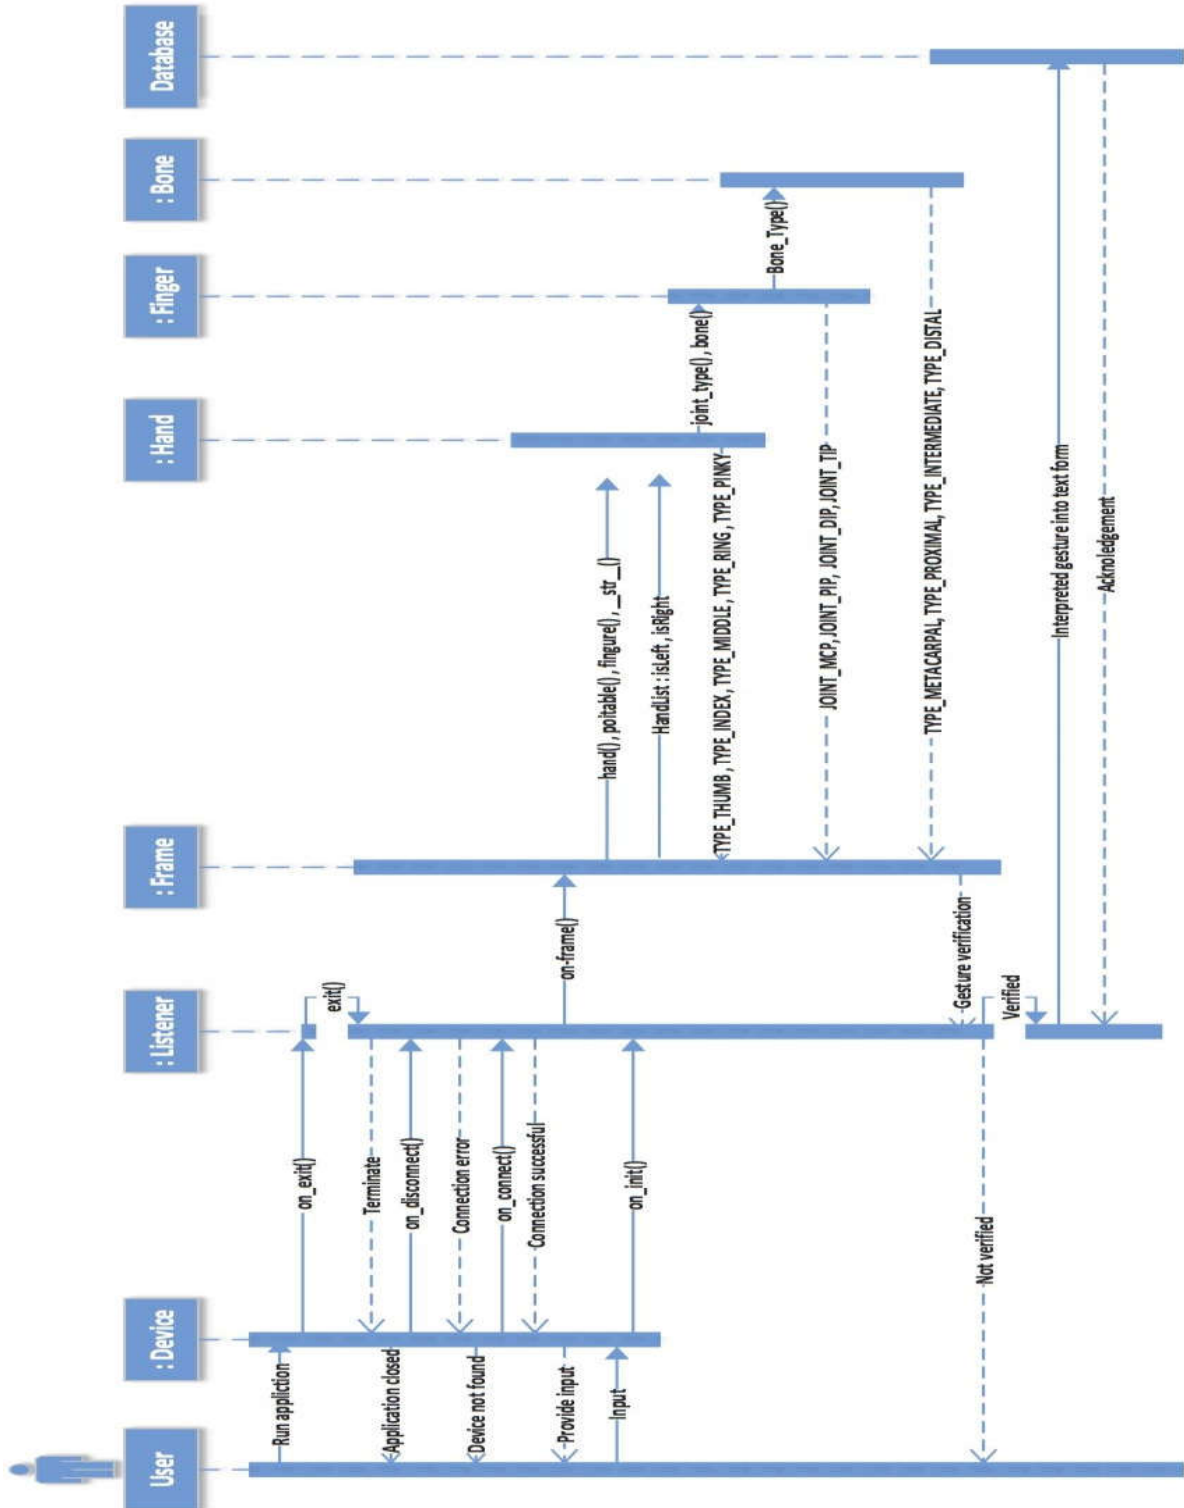 User
: Device
: Listener
: Frame
: Hand
: Finger
: Bone
Database
Run appliction
on_exit()
exit()
Terminate
Application closed
on_disconnect()
Connection error
Device not found
on_connect()
Connection successful
Provide input
on-frame()
hand(), poitable(), fingure(), __str__()
Input
on_init()
HandList : isLeft, isRight
joint_type(), bone()
TYPE_THUMB, TYPE_INDEX, TYPE_MIDDLE, TYPE_RING, TYPE_PINKY
Bone_Type()
JOINT_MCP, JOINT_PIP, JOINT_DIP, JOINT_TIP
TYPE_METACARPAL, TYPE_PROXIMAL, TYPE_INTERMEDIATE, TYPE_DISTAL
Gesture verification
Not verified
Verified
Interpreted gesture into text form
Acknoledgement